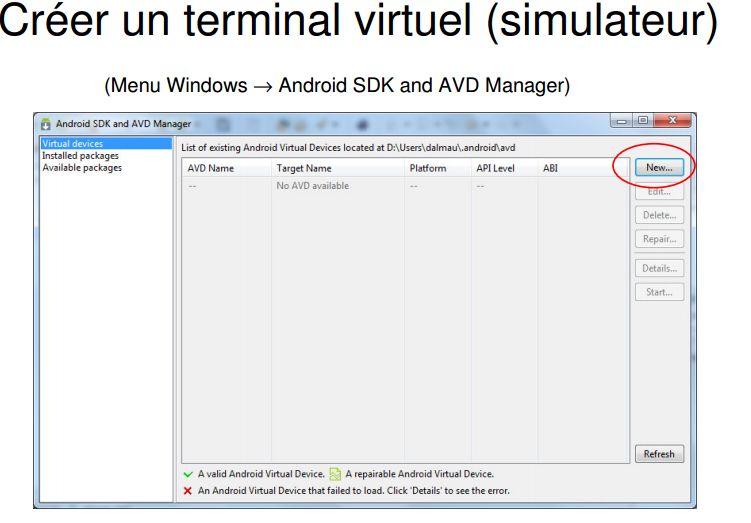 Créer un terminal virtuel (simulateur)
(Menu Windows → Android SDK and AVD Manager)
Android SDK and AVD Manager
Virtual devices
Installed packages
Available packages
List of existing Android Virtual Devices located at D:\Users\dalmau\.android\avd
AVD Name Target Name Platform API Level ABI
-- No AVD available -- --
New...
Edit...
Delete...
Repair...
Details...
Start...
Refresh
A valid Android Virtual Device. A repairable Android Virtual Device.
An Android Virtual Device that failed to load. Click 'Details' to see the error.